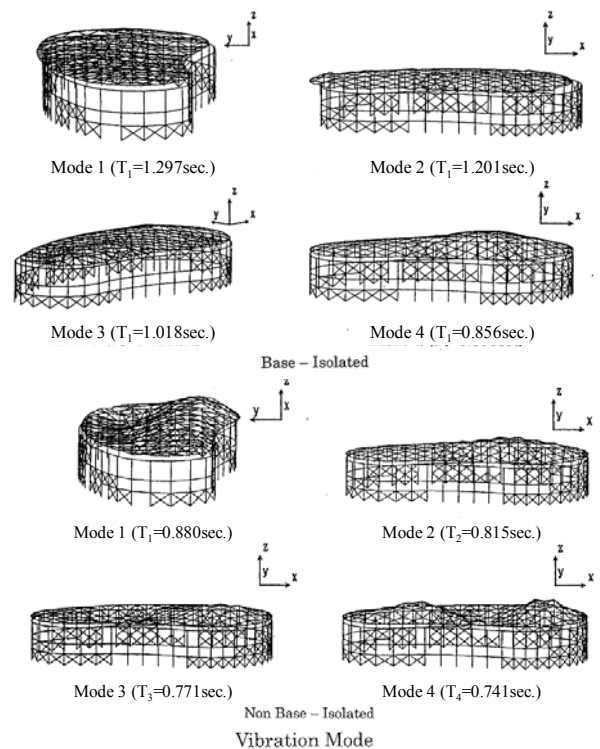 z
y
x
z
y
x
Mode 1 (T1=1.297sec.)
Mode 2 (T1=1.201sec.)
z
y
x
z
y
x
Mode 3 (T1=1.018sec.)
Mode 4 (T1=0.856sec.)
Base – Isolated
z
y
x
z
y
x
Mode 1 (T1=0.880sec.)
Mode 2 (T2=0.815sec.)
z
y
x
z
y
x
Mode 3 (T3=0.771sec.)
Mode 4 (T4=0.741sec.)
Non Base – Isolated
Vibration Mode